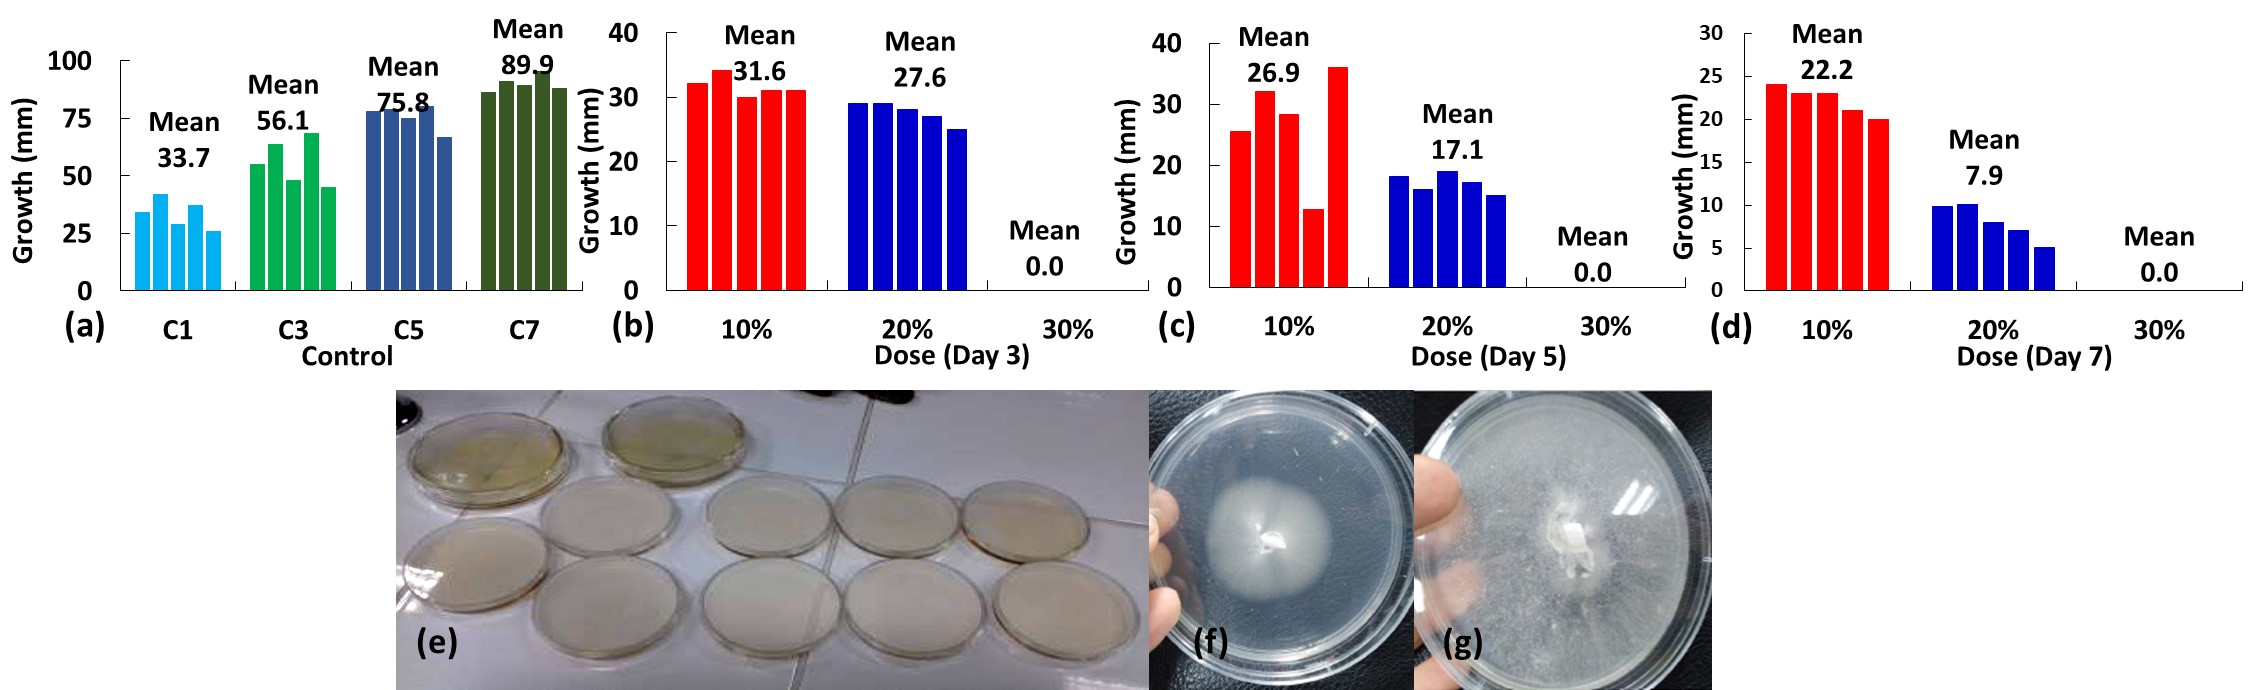 Growth (mm)
100
75
50
25
0
Mean
33.7
Mean
56.1
Mean
75.8
Mean
89.9
(a)
C1
C3
C5
C7
Control
Growth (mm)
40
30
20
10
0
Mean
31.6
Mean
27.6
Mean
0.0
(b)
10%
20%
30%
Dose (Day 3)
Growth (mm)
40
30
20
10
0
Mean
26.9
Mean
17.1
Mean
0.0
(c)
10%
20%
30%
Dose (Day 5)
Growth (mm)
30
25
20
15
10
5
0
Mean
22.2
Mean
7.9
Mean
0.0
(d)
10%
20%
30%
Dose (Day 7)
(e)
(f)
(g)